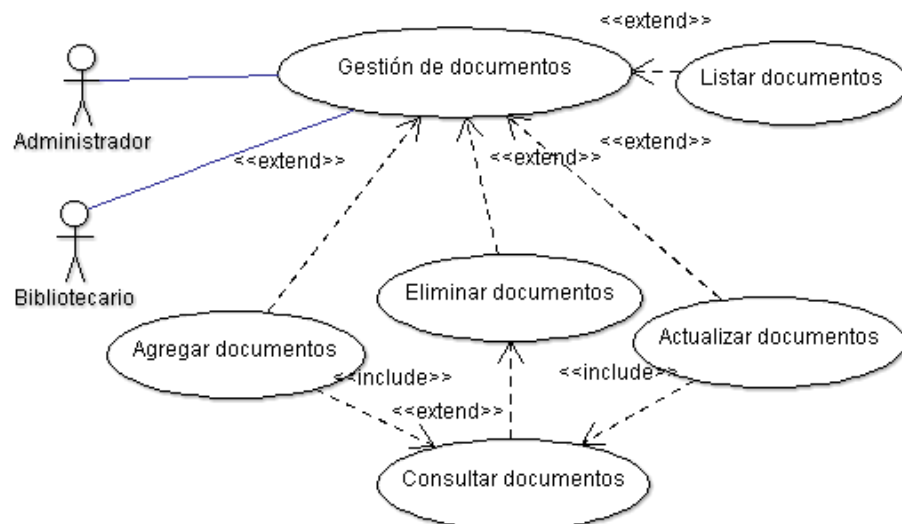 <<extend>>
Gestión de documentos
Listar documentos
Administrador
<<extend>>
<<extend>>
<<extend>>
Bibliotecario
Eliminar documentos
Agregar documentos
Actualizar documentos
<<include>>
<<include>>
<<extend>>
Consultar documentos